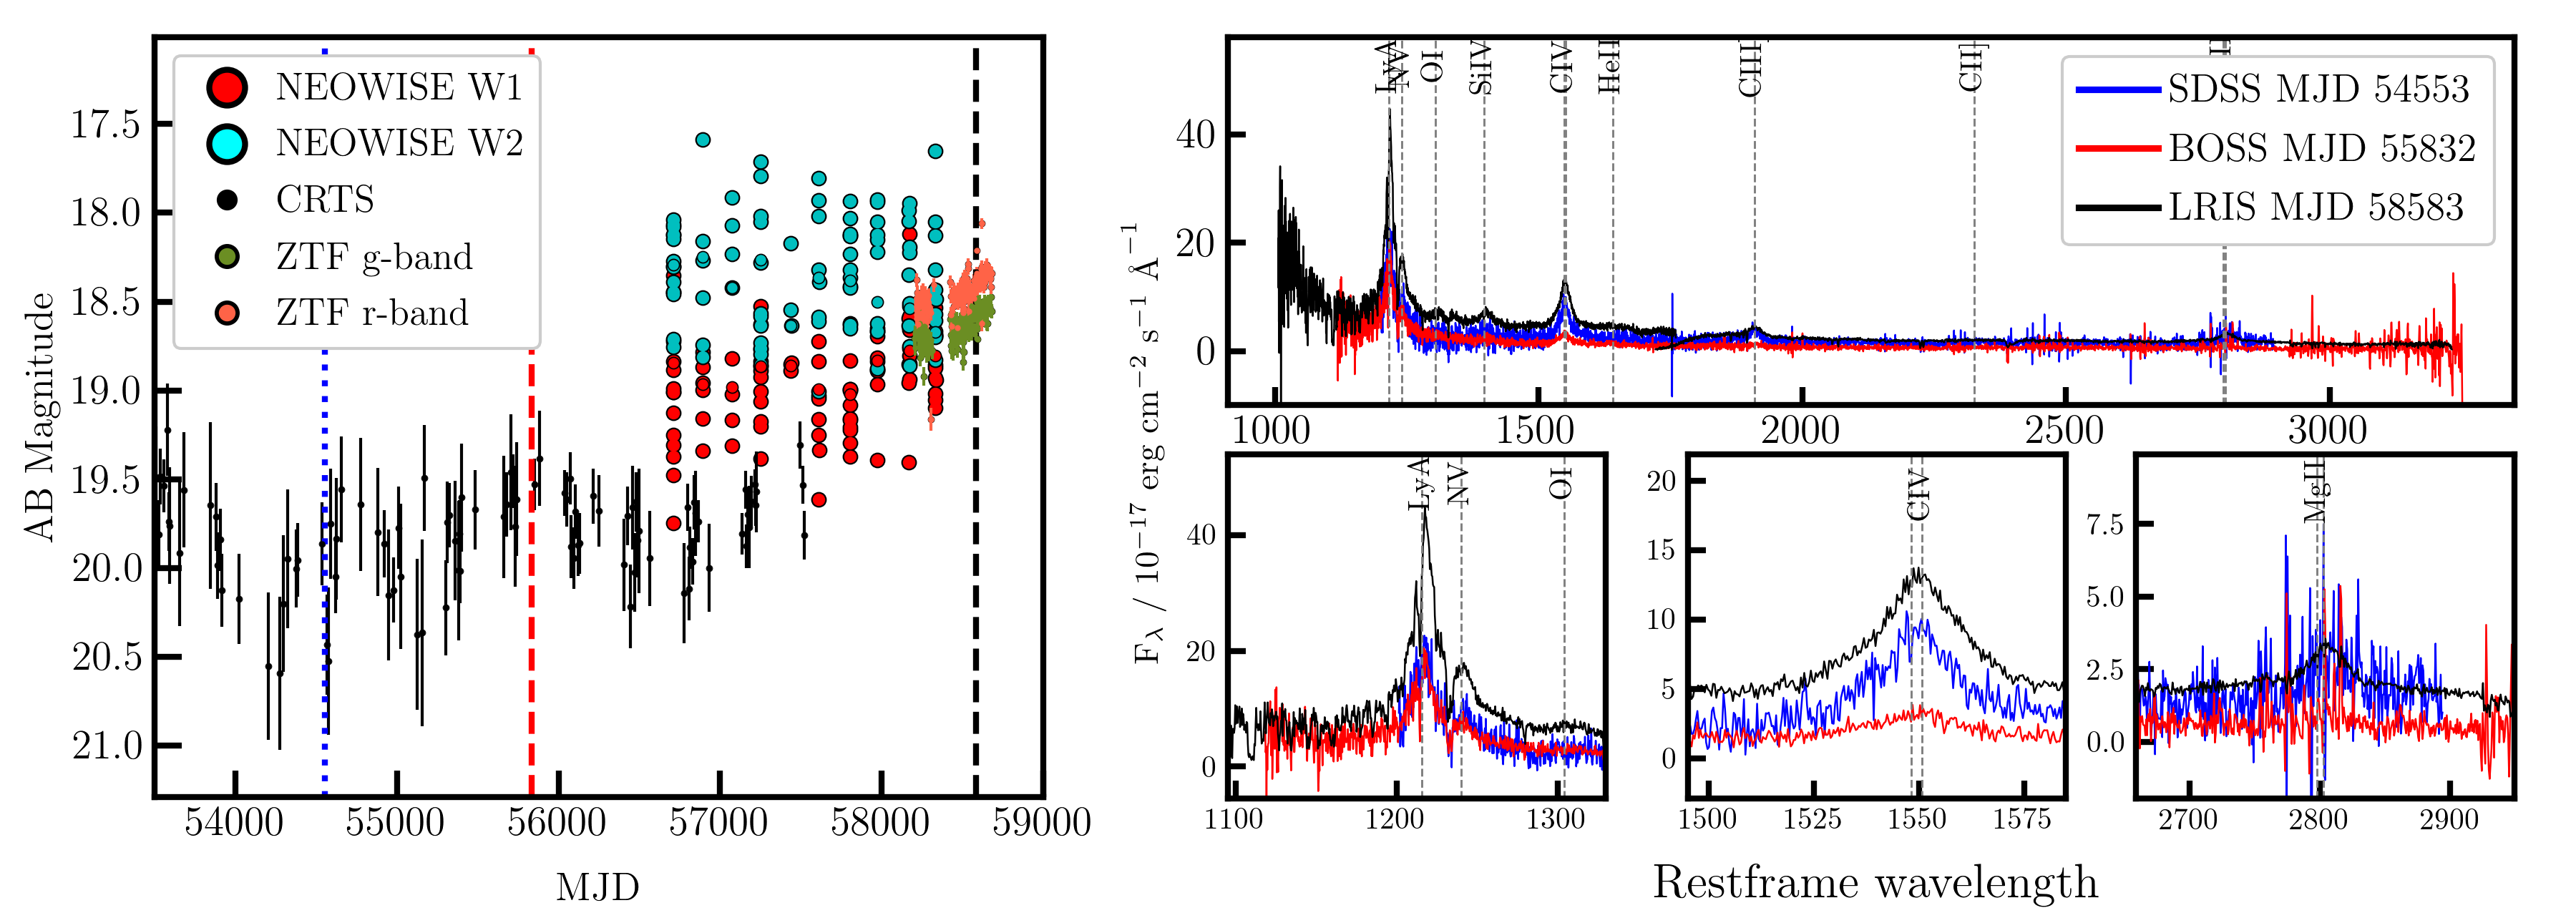 NEOWISE W1
NEOWISE W2
CRTS
ZTF g-band
ZTF r-band
17.5
18.0
18.5
19.0
19.5
20.0
20.5
21.0
AB Magnitude
54000 55000 56000 57000 58000 59000
MJD
LyA NV OI SiIV CIV HeII CIII] CII]
SDSS MJD 54553
BOSS MJD 55832
LRIS MJD 58583
40
20
0
1000 1500 2000 2500 3000
Fλ / 10⁻¹⁷ erg cm⁻² s⁻¹ Å⁻¹
LyA NV OI
40
20
0
1100 1200 1300
CIV
20
15
10
5
0
1500 1525 1550 1575
MgII
7.5
5.0
2.5
0.0
2700 2800 2900
Restframe wavelength